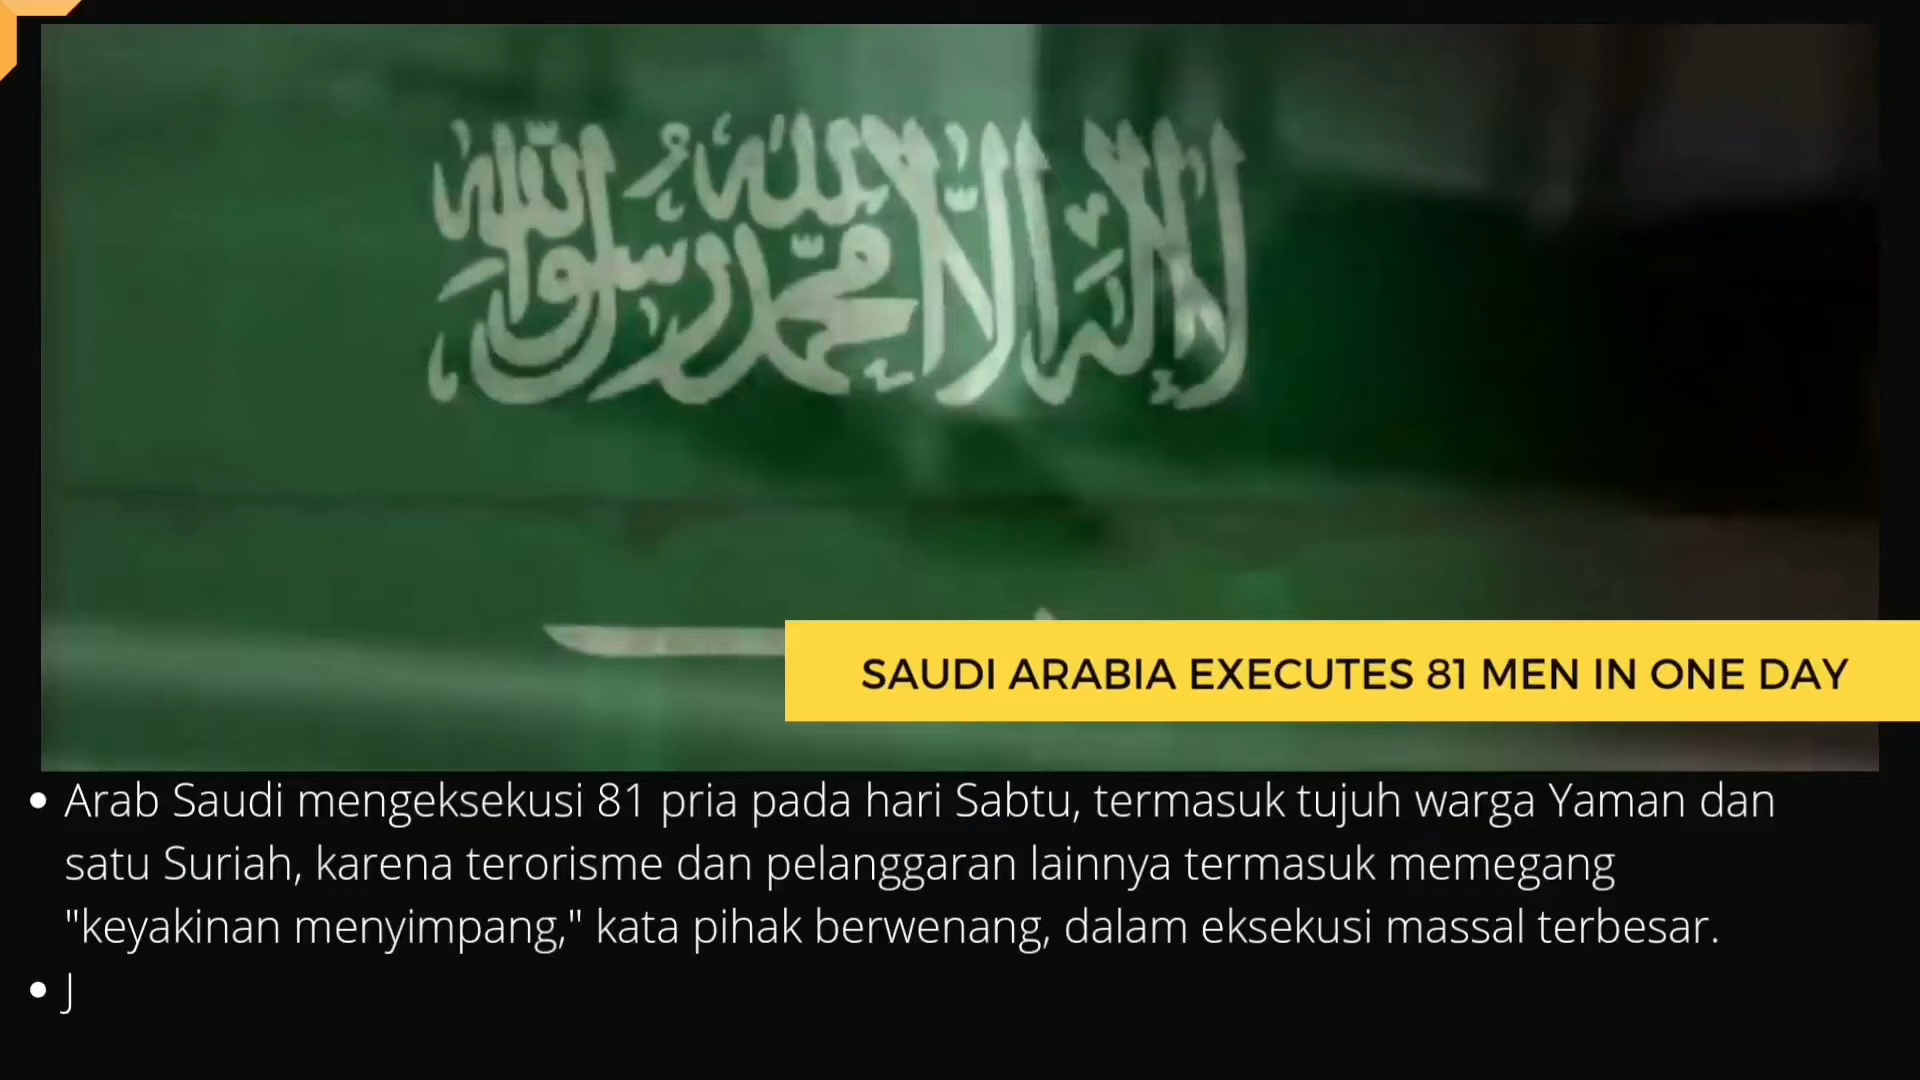 لا إله إلا الله محمد رسول الله
SAUDI ARABIA EXECUTES 81 MEN IN ONE DAY
• Arab Saudi mengeksekusi 81 pria pada hari Sabtu, termasuk tujuh warga Yaman dan
satu Suriah, karena terorisme dan pelanggaran lainnya termasuk memegang
"keyakinan menyimpang," kata pihak berwenang, dalam eksekusi massal terbesar.
• J